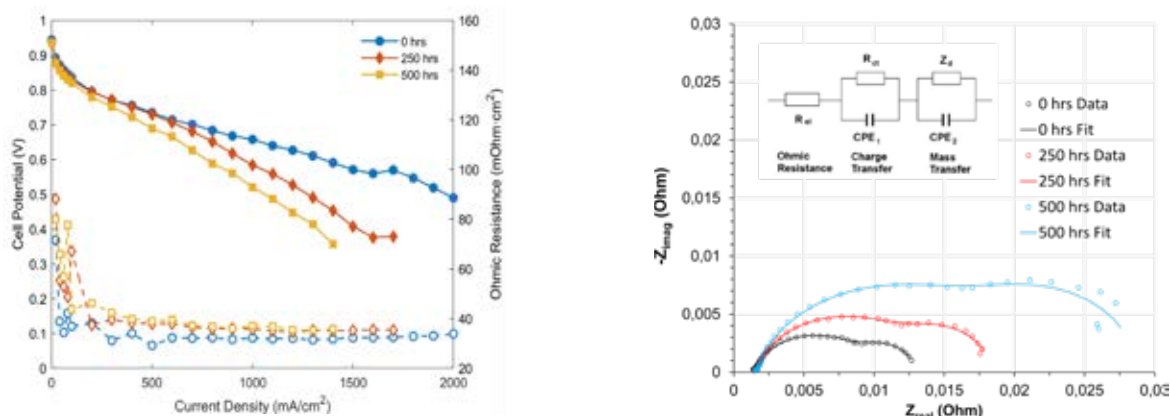 1
0.9
0.8
0.7
0.6
0.5
0.4
0.3
0.2
0.1
0
Cell Potential (V)
160
140
120
100
80
60
40
20
Ohmic Resistance (mOhm·cm²)
0 hrs
250 hrs
500 hrs
0 500 1000 1500 2000
Current Density (mA/cm²)
0,03
0,025
0,02
0,015
0,01
0,005
0
-Z_imag (Ohm)
R_ct Z_d
R_el
CPE_1 CPE_2
Ohmic Charge Mass
Resistance Transfer Transfer
0 hrs Data
0 hrs Fit
250 hrs Data
250 hrs Fit
500 hrs Data
500 hrs Fit
0 0,005 0,01 0,015 0,02 0,025 0,03
Z_real (Ohm)